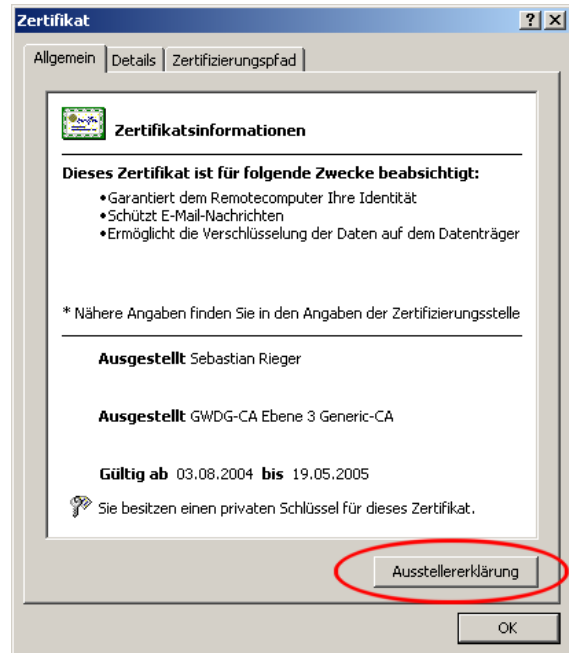 Zertifikat
Allgemein Details Zertifizierungspfad
Zertifikatsinformationen
Dieses Zertifikat ist für folgende Zwecke beabsichtigt:
•Garantiert dem Remotecomputer Ihre Identität
•Schützt E-Mail-Nachrichten
•Ermöglicht die Verschlüsselung der Daten auf dem Datenträger
* Nähere Angaben finden Sie in den Angaben der Zertifizierungsstelle
Ausgestellt Sebastian Rieger
Ausgestellt GWDG-CA Ebene 3 Generic-CA
Gültig ab 03.08.2004 bis 19.05.2005
Sie besitzen einen privaten Schlüssel für dieses Zertifikat.
Ausstellererklärung
OK